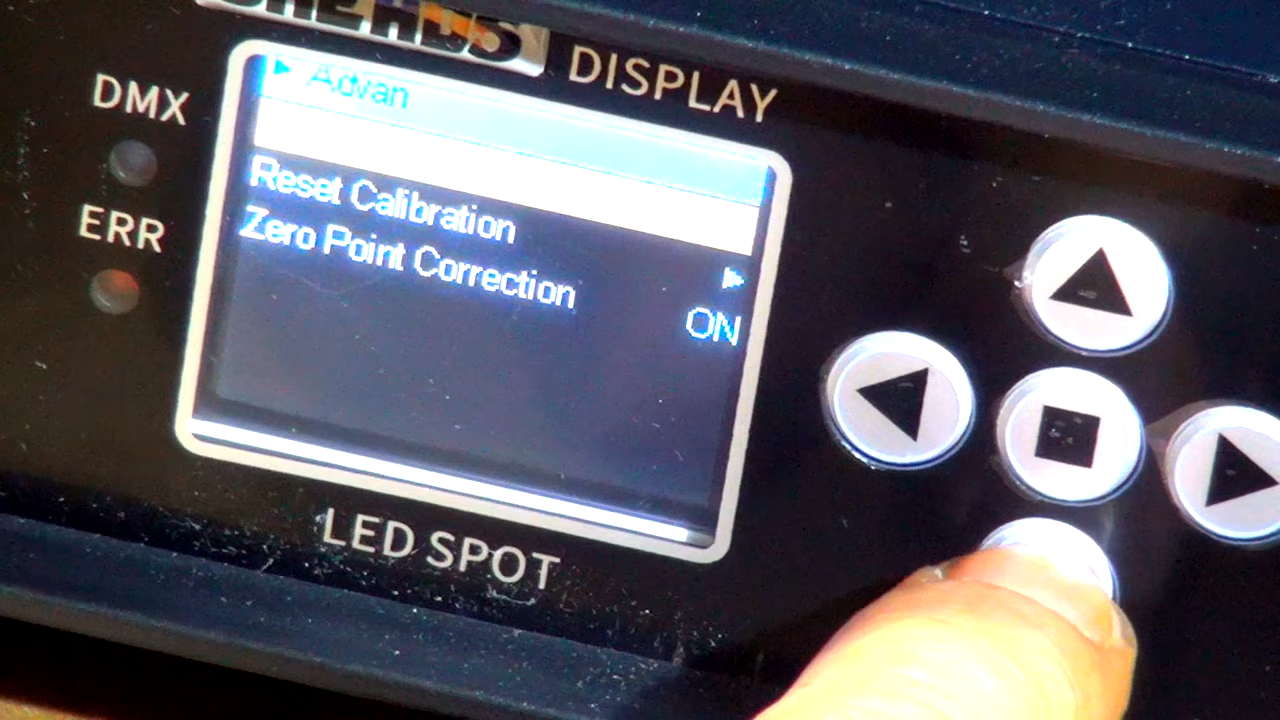 DISPLAY
DMX
Advan
Reset Calibration
ERR
Zero Point Correction
ON
LED SPOT